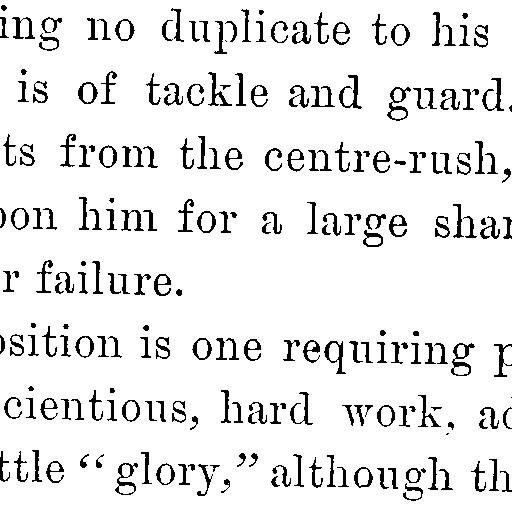 ing no duplicate to his
is of tackle and guard.
ts from the centre-rush,
pon him for a large shar
r failure.
osition is one requiring p
cientious, hard work, ad
ttle “ glory,” although th